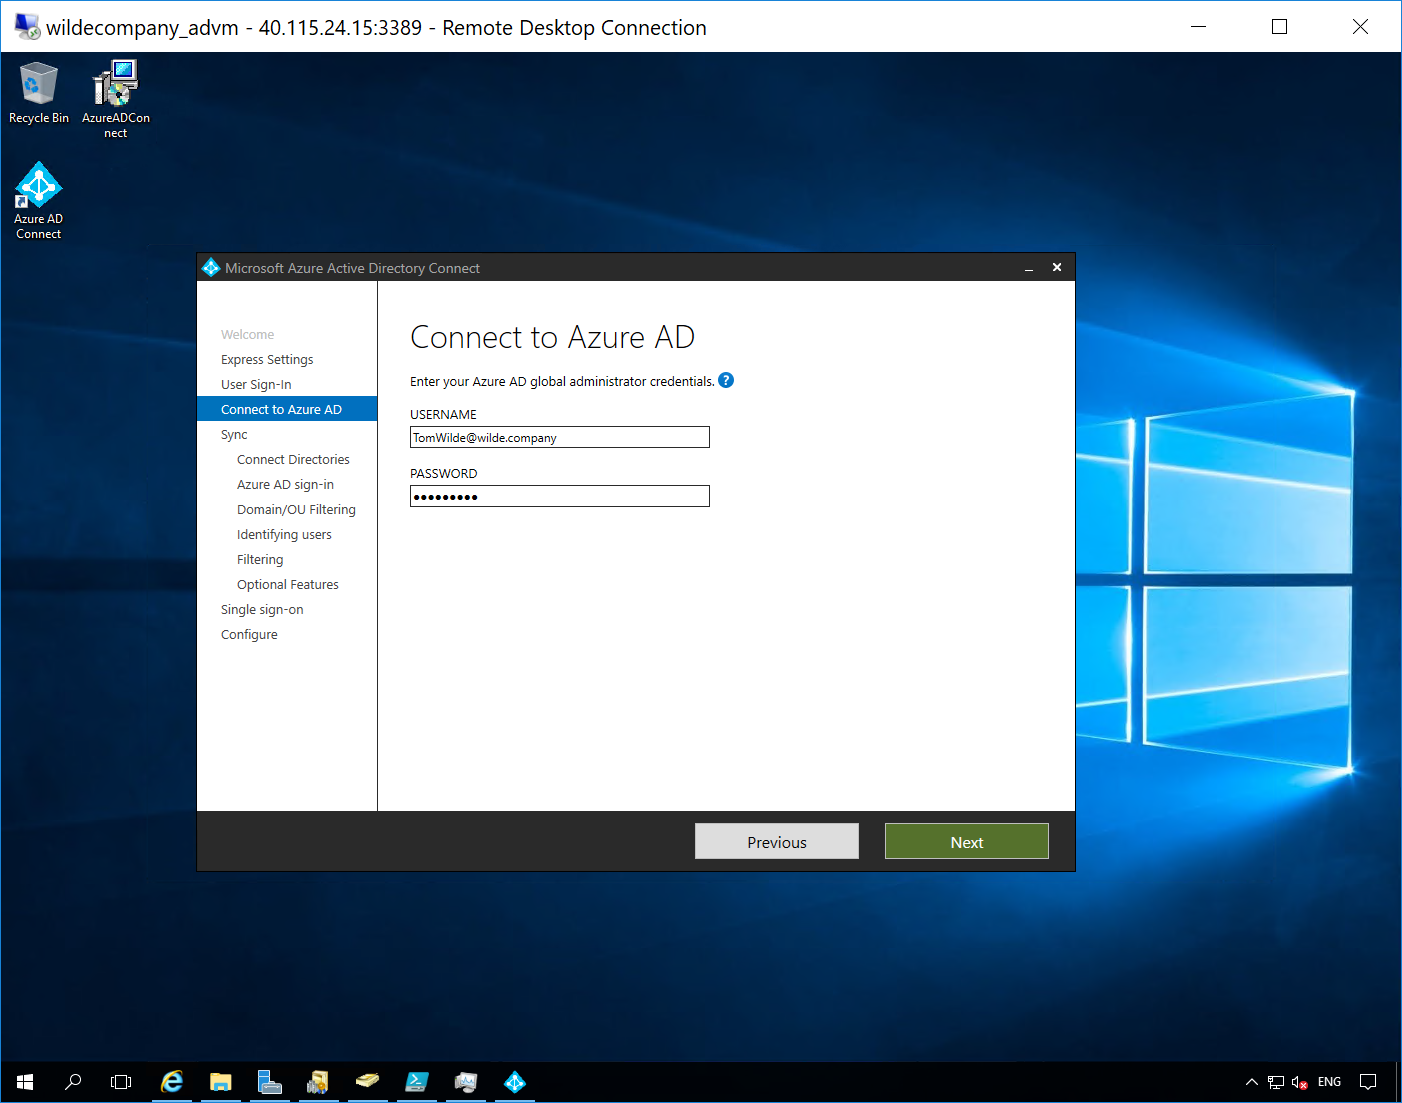 wildecompany_advm - 40.115.24.15:3389 - Remote Desktop Connection
Recycle Bin
AzureADCon
nect
Azure AD
Connect
Microsoft Azure Active Directory Connect
Welcome
Express Settings
User Sign-In
Connect to Azure AD
Sync
Connect Directories
Azure AD sign-in
Domain/OU Filtering
Identifying users
Filtering
Optional Features
Single sign-on
Configure
Connect to Azure AD
Enter your Azure AD global administrator credentials. ?
USERNAME
TomWilde@wilde.company
PASSWORD
●●●●●●●●●
Previous
Next
ENG